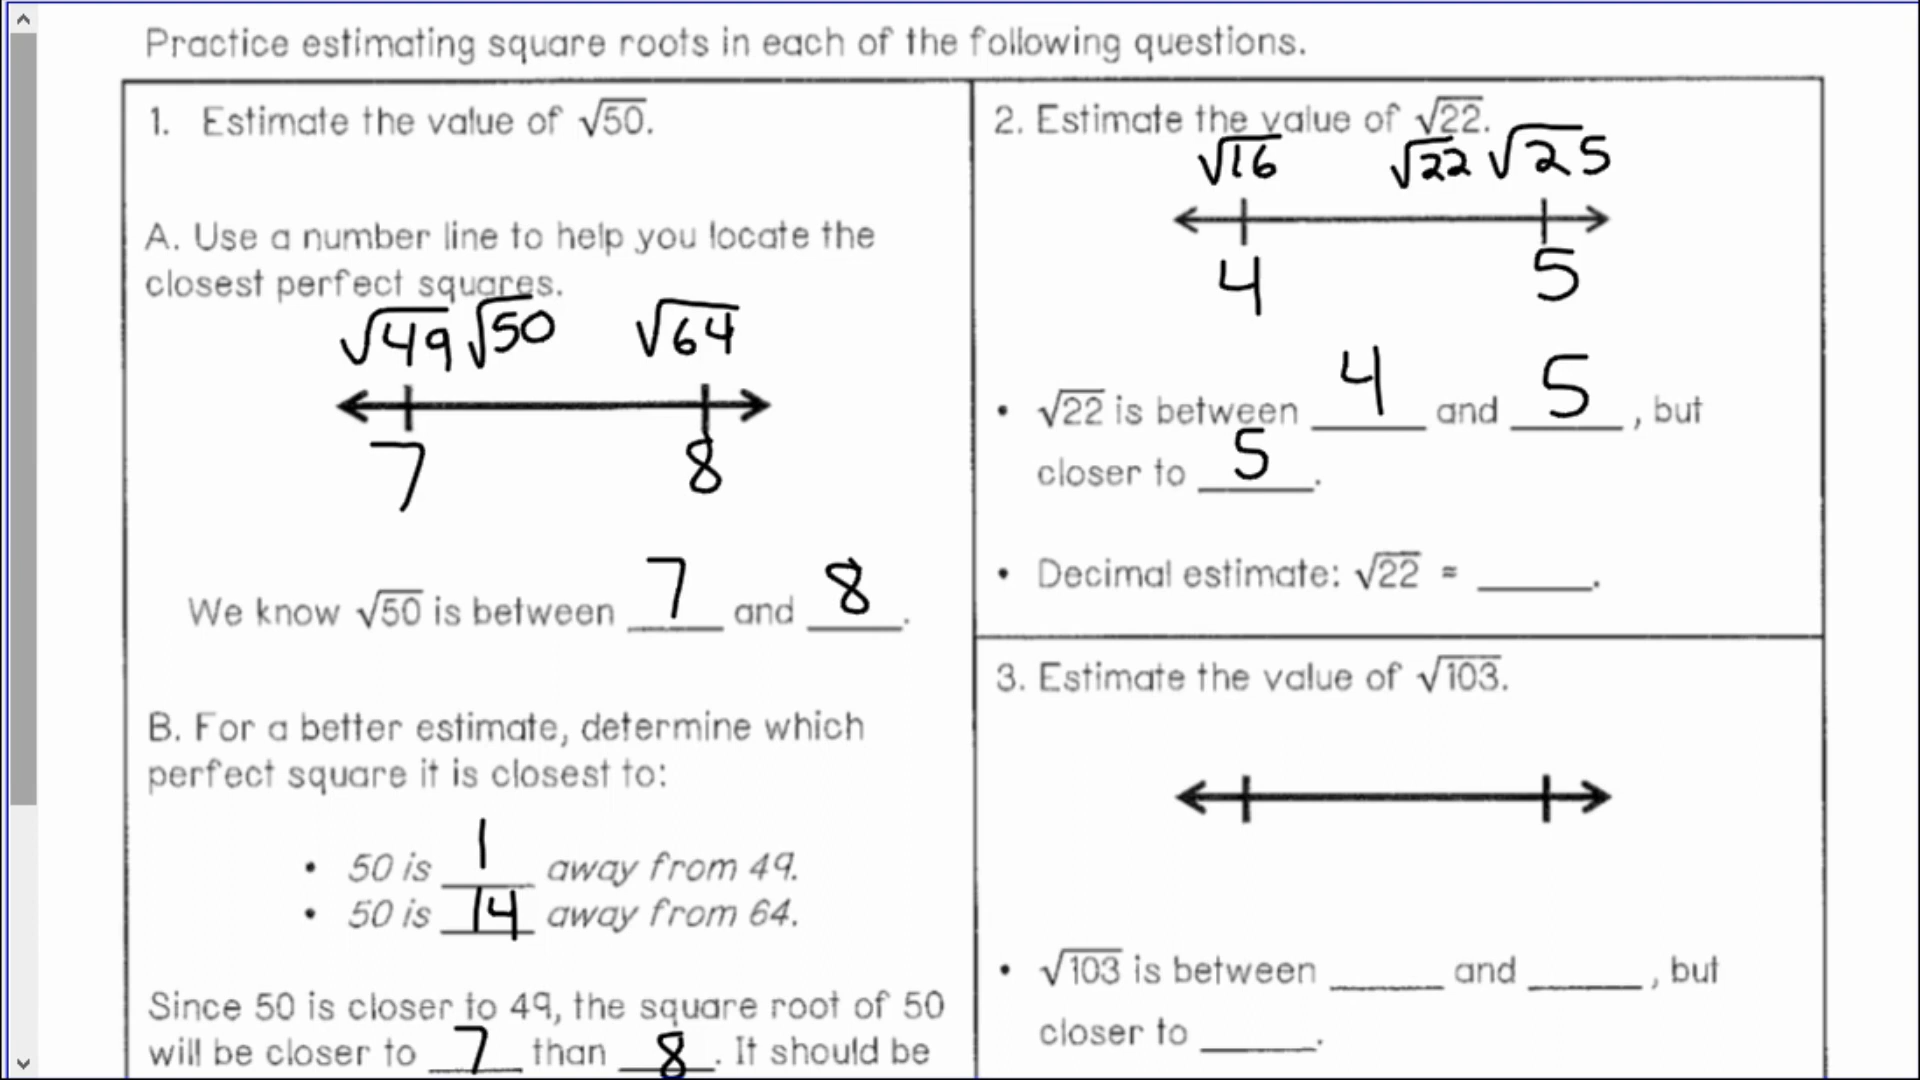 Practice estimating square roots in each of the following questions.
1. Estimate the value of √50.
A. Use a number line to help you locate the
closest perfect squares.
√49 √50 √64
7 8
We know √50 is between 7 and 8.
B. For a better estimate, determine which
perfect square it is closest to:
• 50 is 1 away from 49.
• 50 is 14 away from 64.
Since 50 is closer to 49, the square root of 50
will be closer to 7 than 8. It should be
2. Estimate the value of √22.
√16 √22 √25
4 5
• √22 is between 4 and 5, but
closer to 5.
• Decimal estimate: √22 ≈ ______.
3. Estimate the value of √103.
• √103 is between ______ and ______, but
closer to ______.